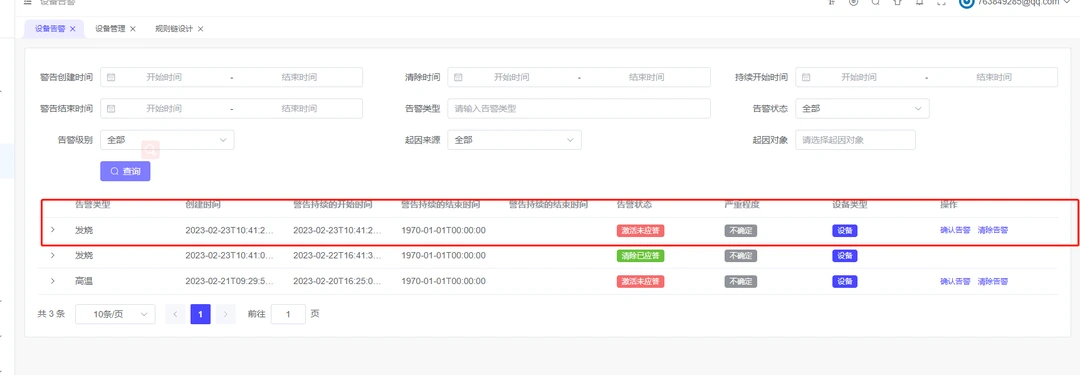 设备告警
763849285@qq.com
设备告警 × 设备管理 × 规则链设计 ×
警告创建时间 开始时间 - 结束时间 清除时间 开始时间 - 结束时间 持续开始时间 开始时间 - 结束时间
警告结束时间 开始时间 - 结束时间 告警类型 请输入告警类型 告警状态 全部
告警级别 全部 起因来源 全部 起因对象 请选择起因对象
查询
告警类型 创建时间 警告持续的开始时间 警告持续的结束时间 警告持续的结束时间 告警状态 严重程度 设备类型 操作
发烧 2023-02-23T10:41:2... 2023-02-23T10:41:2... 1970-01-01T00:00:00 激活未应答 不确定 设备 确认告警 清除告警
发烧 2023-02-23T10:41:0... 2023-02-22T16:41:3... 1970-01-01T00:00:00 清除已应答 不确定 设备
高温 2023-02-21T09:29:5... 2023-02-20T16:25:0... 1970-01-01T00:00:00 激活未应答 不确定 设备 确认告警 清除告警
共 3 条 10条/页 1 前往 1 页